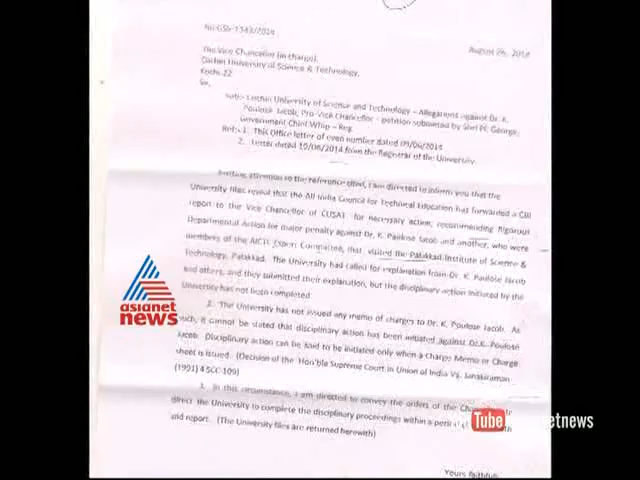 No GSb-1343/2014
August 26, 2014
The Vice Chancellor (in charge),
Cochin University of Science & Technology,
Kochi-22
Sir,
Sub:- Cochin University of Science and Technology – Allegations against Dr. K.
Poulose Jacob, Pro-Vice Chancellor – petition submitted by Shri PC George,
Government Chief Whip – Reg.
Ref:- 1. This Office letter of even number dated 09/06/2014
2. Letter dated 10/06/2014 from the Registrar of the University.
Inviting attention to the reference cited, I am directed to inform you that the
University files reveal that the All India Council for Technical Education has forwarded a CBI
report to the Vice Chancellor of CUSAT for necessary action, recommending Rigorous
Departmental Action for major penalty against Dr. K. Poulose Jacob and another, who were
members of the AICTE Expert Committee, that visited the Palakkad Institute of Science &
Technology, Palakkad. The University had called for explanation from Dr. K. Poulose Jacob
and others, and they submitted their explanation, but the disciplinary action initiated by the
University has not been completed.
2. The University has not issued any memo of charges to Dr. K. Poulose Jacob. As
such, it cannot be stated that disciplinary action has been initiated against Dr.K. Poulose
Jacob. Disciplinary action can be said to be initiated only when a Charge Memo or Charge
sheet is issued. (Decision of the Hon'ble Supreme Court in Union of India Vs. Janakiraman
(1991) 4 SCC-109)
3. In this circumstance, I am directed to convey the orders of the
direct the University to complete the disciplinary proceedings within a
and report. (The University files are returned herewith)
Yours faithfully,
asianet
news
Tube
netnews